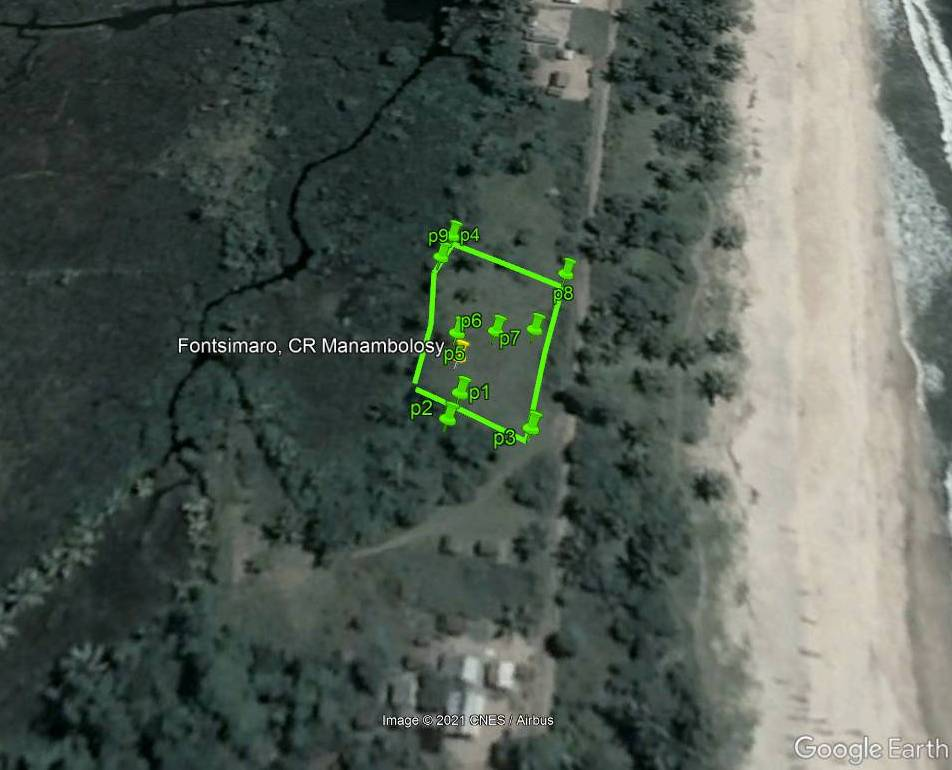 p9 p4
p8
p6
p7
Fontsimaro, CR Manambolosy
p5
p1
p2
p3
Image © 2021 CNES / Airbus
Google Earth